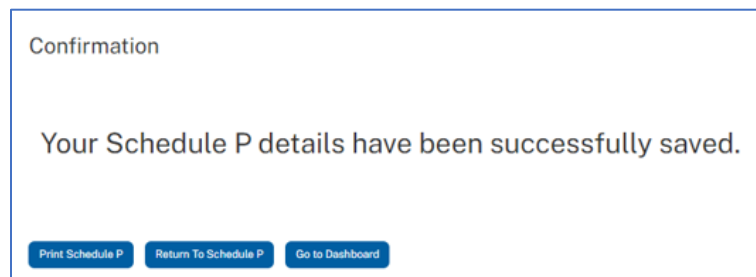 Confirmation
Your Schedule P details have been successfully saved.
Print Schedule P Return To Schedule P Go to Dashboard